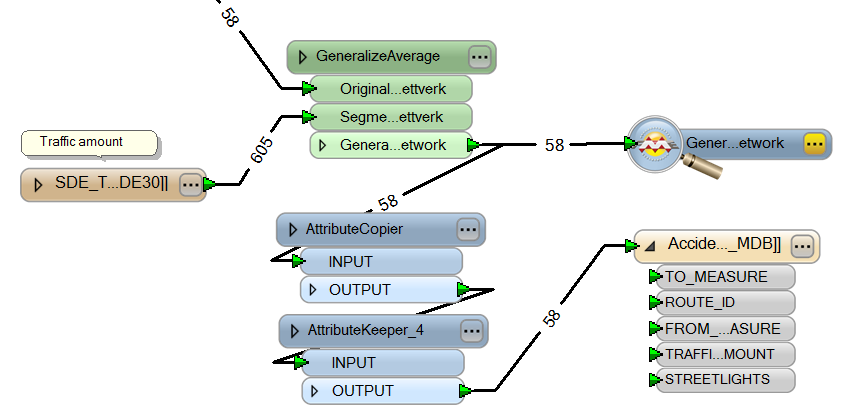 58
GeneralizeAverage
Original...ettverk
Segme...ettverk
Genera...etwork
58
Gener...etwork
Traffic amount
605
SDE_T...DE30]]
58
AttributeCopier
INPUT
OUTPUT
AttributeKeeper_4
INPUT
OUTPUT
58
Accide..._MDB]]
TO_MEASURE
ROUTE_ID
FROM_...ASURE
TRAFFI...MOUNT
STREETLIGHTS